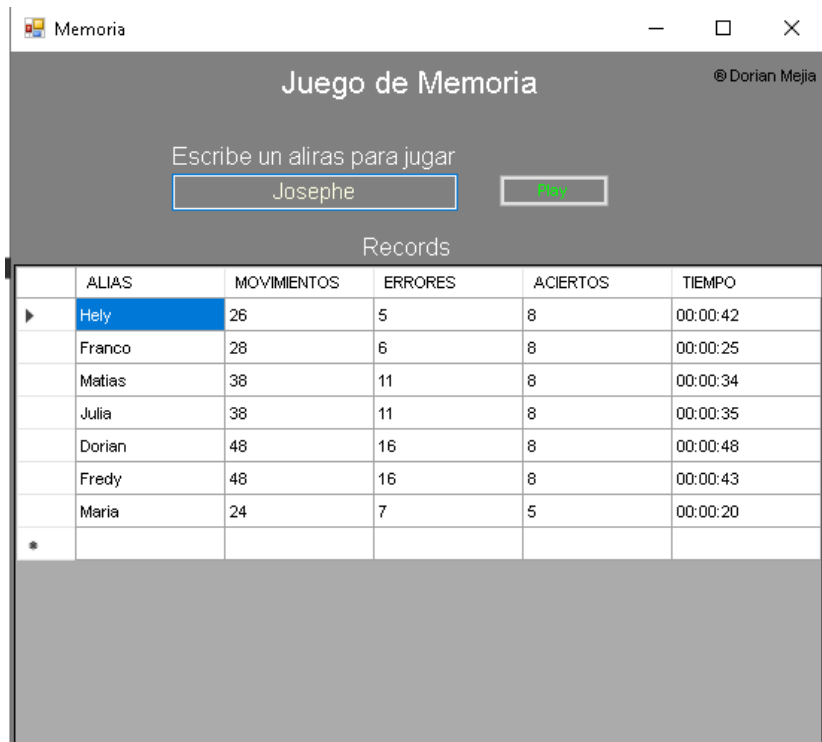 Memoria
Juego de Memoria
® Dorian Mejia
Escribe un aliras para jugar
Josephe
Play
Records
ALIAS MOVIMIENTOS ERRORES ACIERTOS TIEMPO
Hely 26 5 8 00:00:42
Franco 28 6 8 00:00:25
Matias 38 11 8 00:00:34
Julia 38 11 8 00:00:35
Dorian 48 16 8 00:00:48
Fredy 48 16 8 00:00:43
Maria 24 7 5 00:00:20